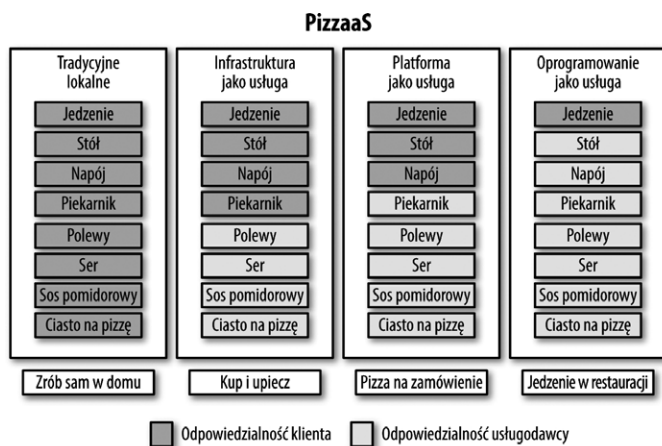 PizzaaS
Tradycyjne
lokalne
Jedzenie
Stół
Napój
Piekarnik
Polewy
Ser
Sos pomidorowy
Ciasto na pizzę
Zrób sam w domu
Infrastruktura
jako usługa
Jedzenie
Stół
Napój
Piekarnik
Polewy
Ser
Sos pomidorowy
Ciasto na pizzę
Kup i upiecz
Platforma
jako usługa
Jedzenie
Stół
Napój
Piekarnik
Polewy
Ser
Sos pomidorowy
Ciasto na pizzę
Pizza na zamówienie
Oprogramowanie
jako usługa
Jedzenie
Stół
Napój
Piekarnik
Polewy
Ser
Sos pomidorowy
Ciasto na pizzę
Jedzenie w restauracji
Odpowiedzialność klienta
Odpowiedzialność usługodawcy